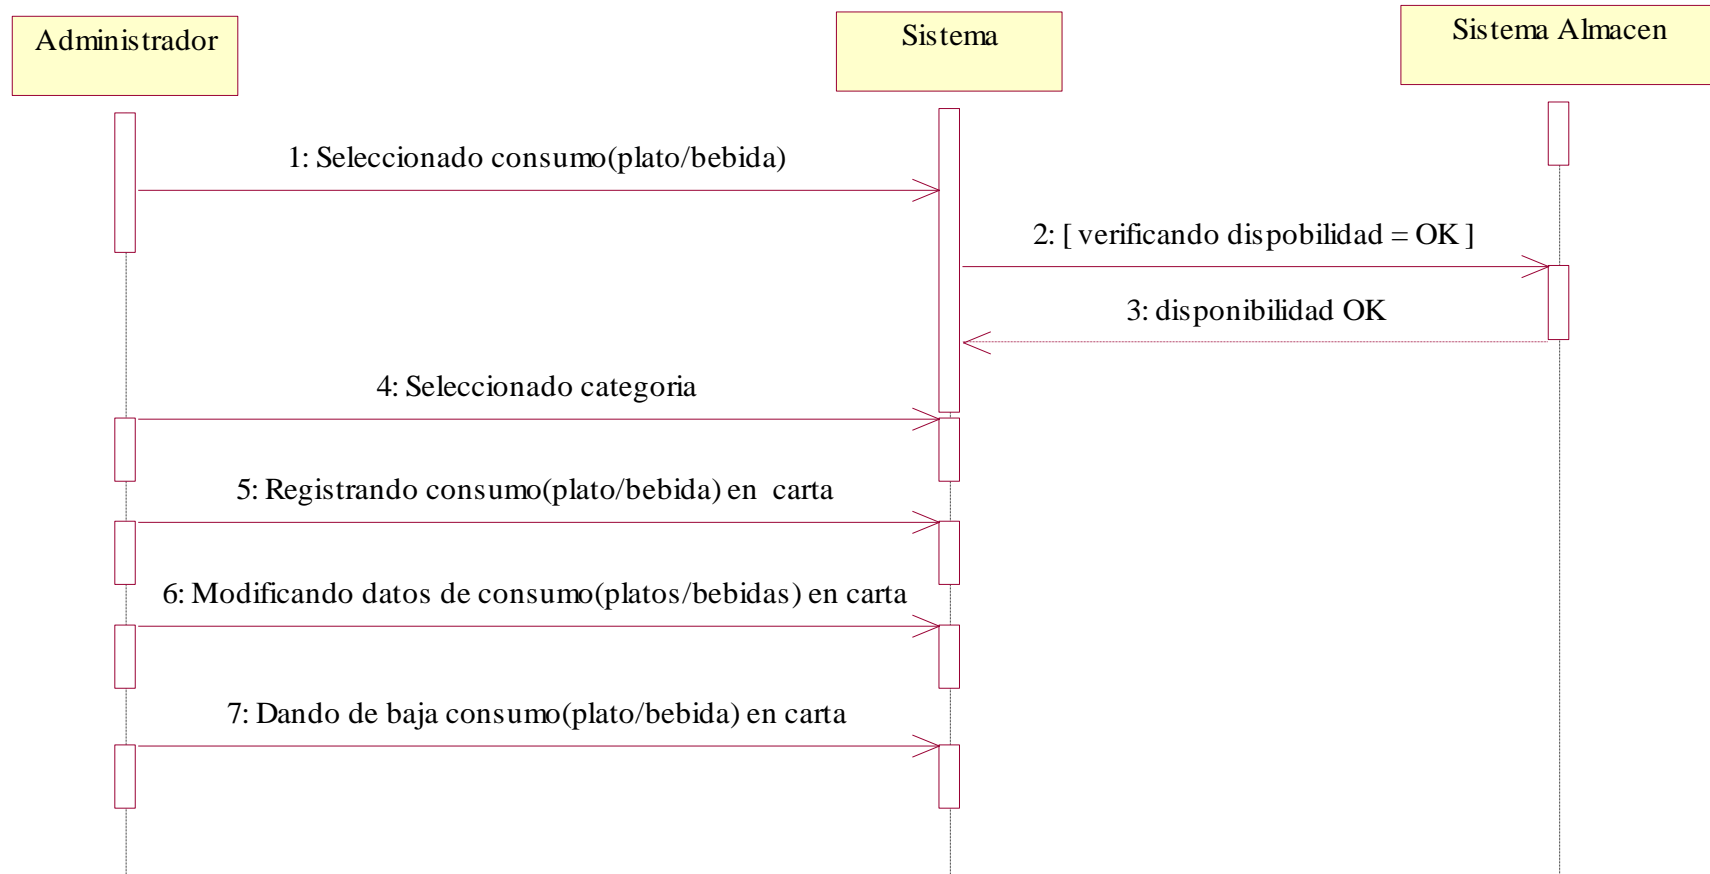 Administrador
Sistema
Sistema Almacen
1: Seleccionado consumo(plato/bebida)
2: [ verificando dispobilidad = OK ]
3: disponibilidad OK
4: Seleccionado categoria
5: Registrando consumo(plato/bebida) en carta
6: Modificando datos de consumo(platos/bebidas) en carta
7: Dando de baja consumo(plato/bebida) en carta